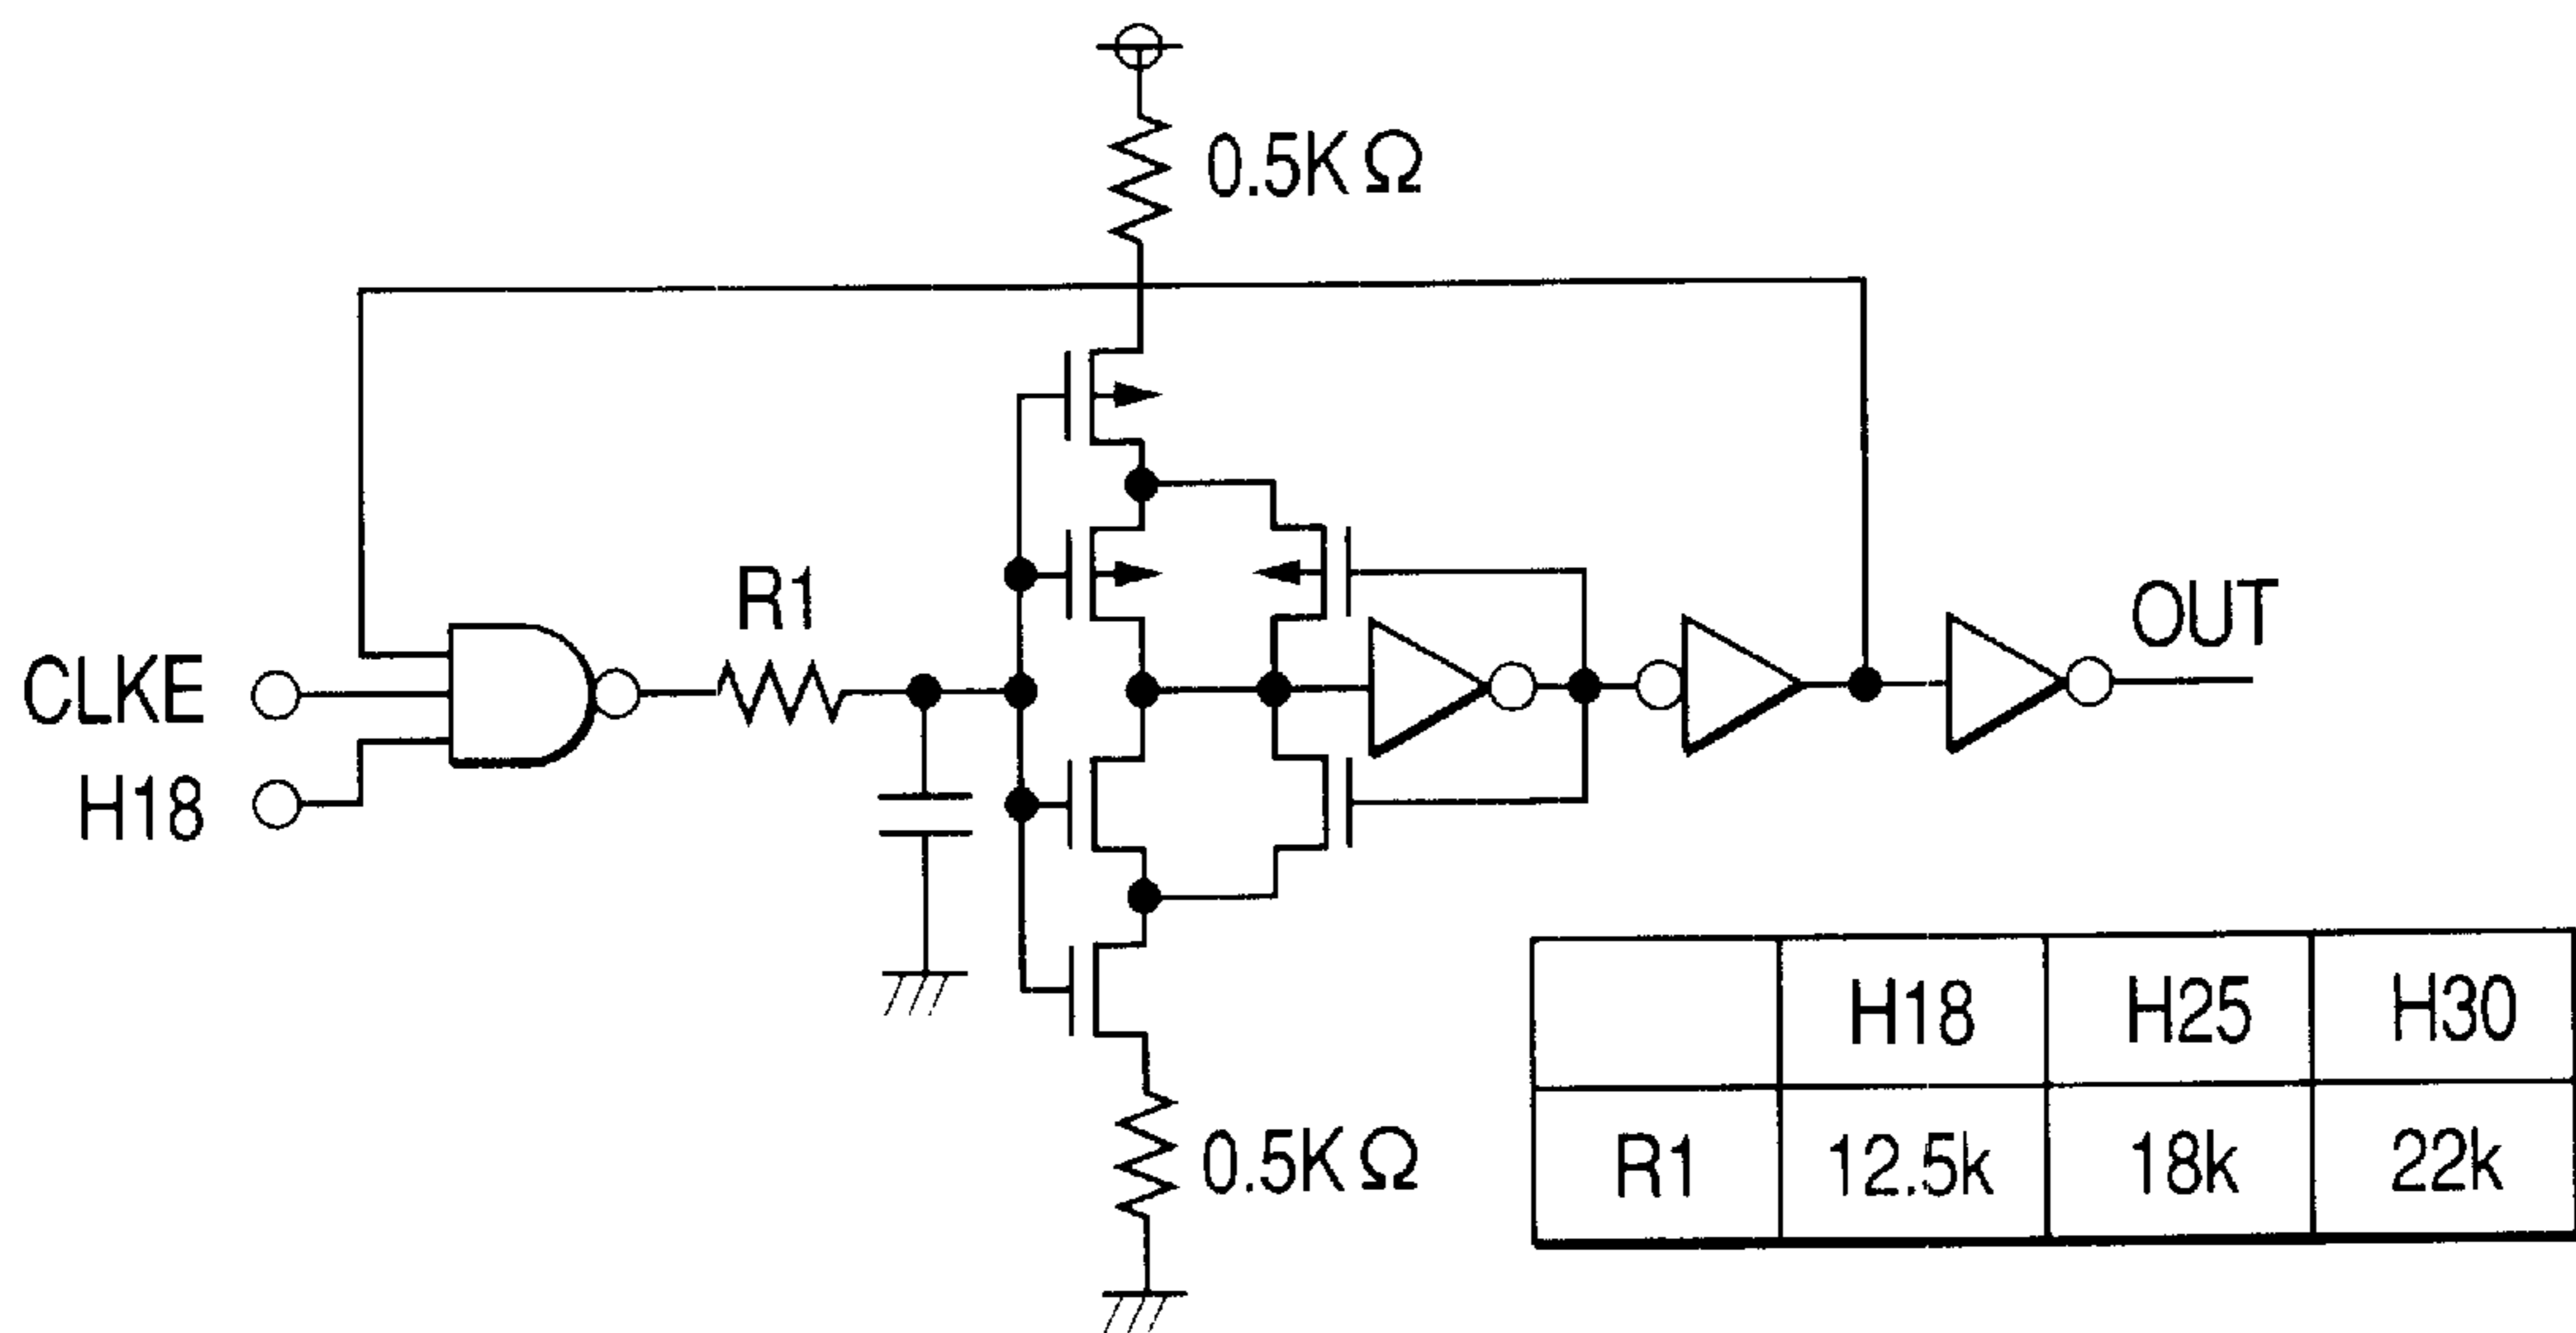 0.5KΩ
R1
CLKE
OUT
H18
H18 H25 H30
R1 12.5k 18k 22k
0.5KΩ